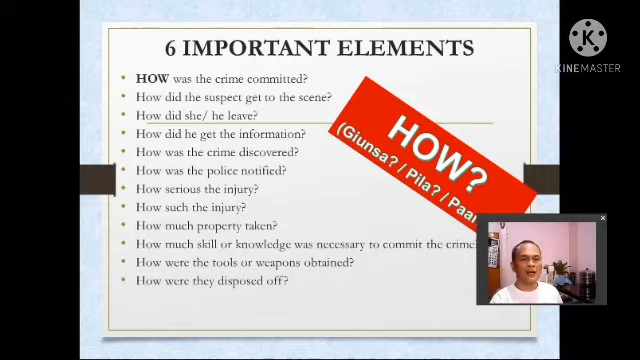 KINEMASTER
6 IMPORTANT ELEMENTS
HOW was the crime committed?
How did the suspect get to the scene?
How did she/ he leave?
How did he get the information?
How was the crime discovered?
How was the police notified?
How serious the injury?
How such the injury?
How much property taken?
How much skill or knowledge was necessary to commit the crime?
How were the tools or weapons obtained?
How were they disposed off?
HOW?
(Giunsa? / Pila? /